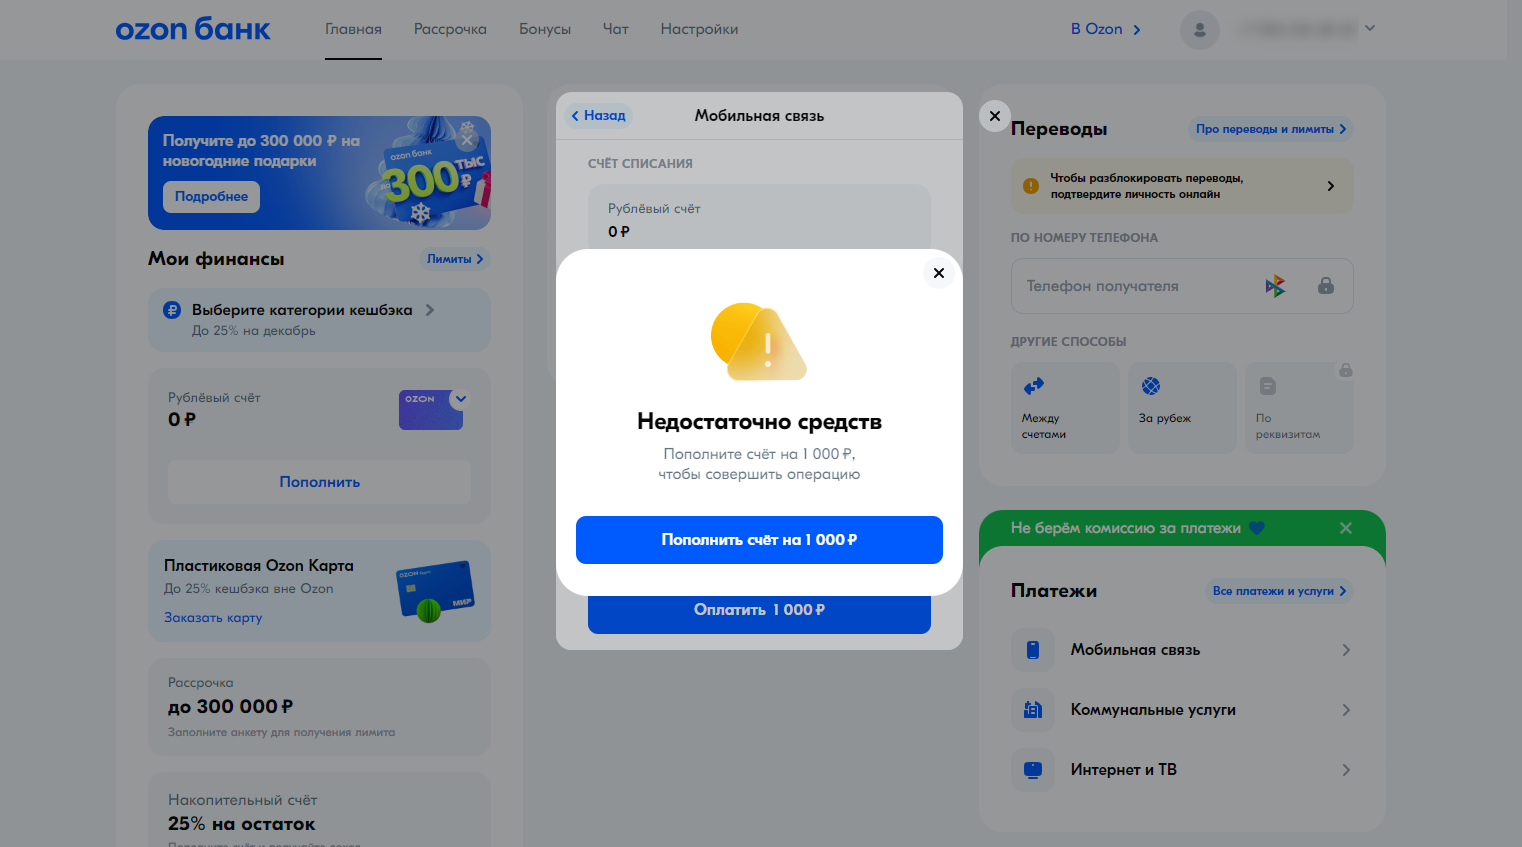 ozon банк
Главная
Рассрочка
Бонусы
Чат
Настройки
В Ozon
Получите до 300 000 ₽ на
новогодние подарки
Подробнее
ozon банк
до 300 тыс ₽
Мои финансы
Лимиты
Выберите категории кешбэка
До 25% на декабрь
Рублёвый счёт
0 ₽
OZON
Пополнить
Пластиковая Ozon Карта
До 25% кешбэка вне Ozon
Заказать карту
МИР
Рассрочка
до 300 000 ₽
Заполните анкету для получения лимита
Накопительный счёт
25% на остаток
Назад
Мобильная связь
СЧЁТ СПИСАНИЯ
Рублёвый счёт
0 ₽
Недостаточно средств
Пополните счёт на 1 000 ₽,
чтобы совершить операцию
Пополнить счёт на 1 000 ₽
Оплатить 1 000 ₽
Переводы
Про переводы и лимиты
Чтобы разблокировать переводы,
подтвердите личность онлайн
ПО НОМЕРУ ТЕЛЕФОНА
Телефон получателя
ДРУГИЕ СПОСОБЫ
Между
счетами
За рубеж
По
реквизитам
Не берём комиссию за платежи
Платежи
Все платежи и услуги
Мобильная связь
Коммунальные услуги
Интернет и ТВ